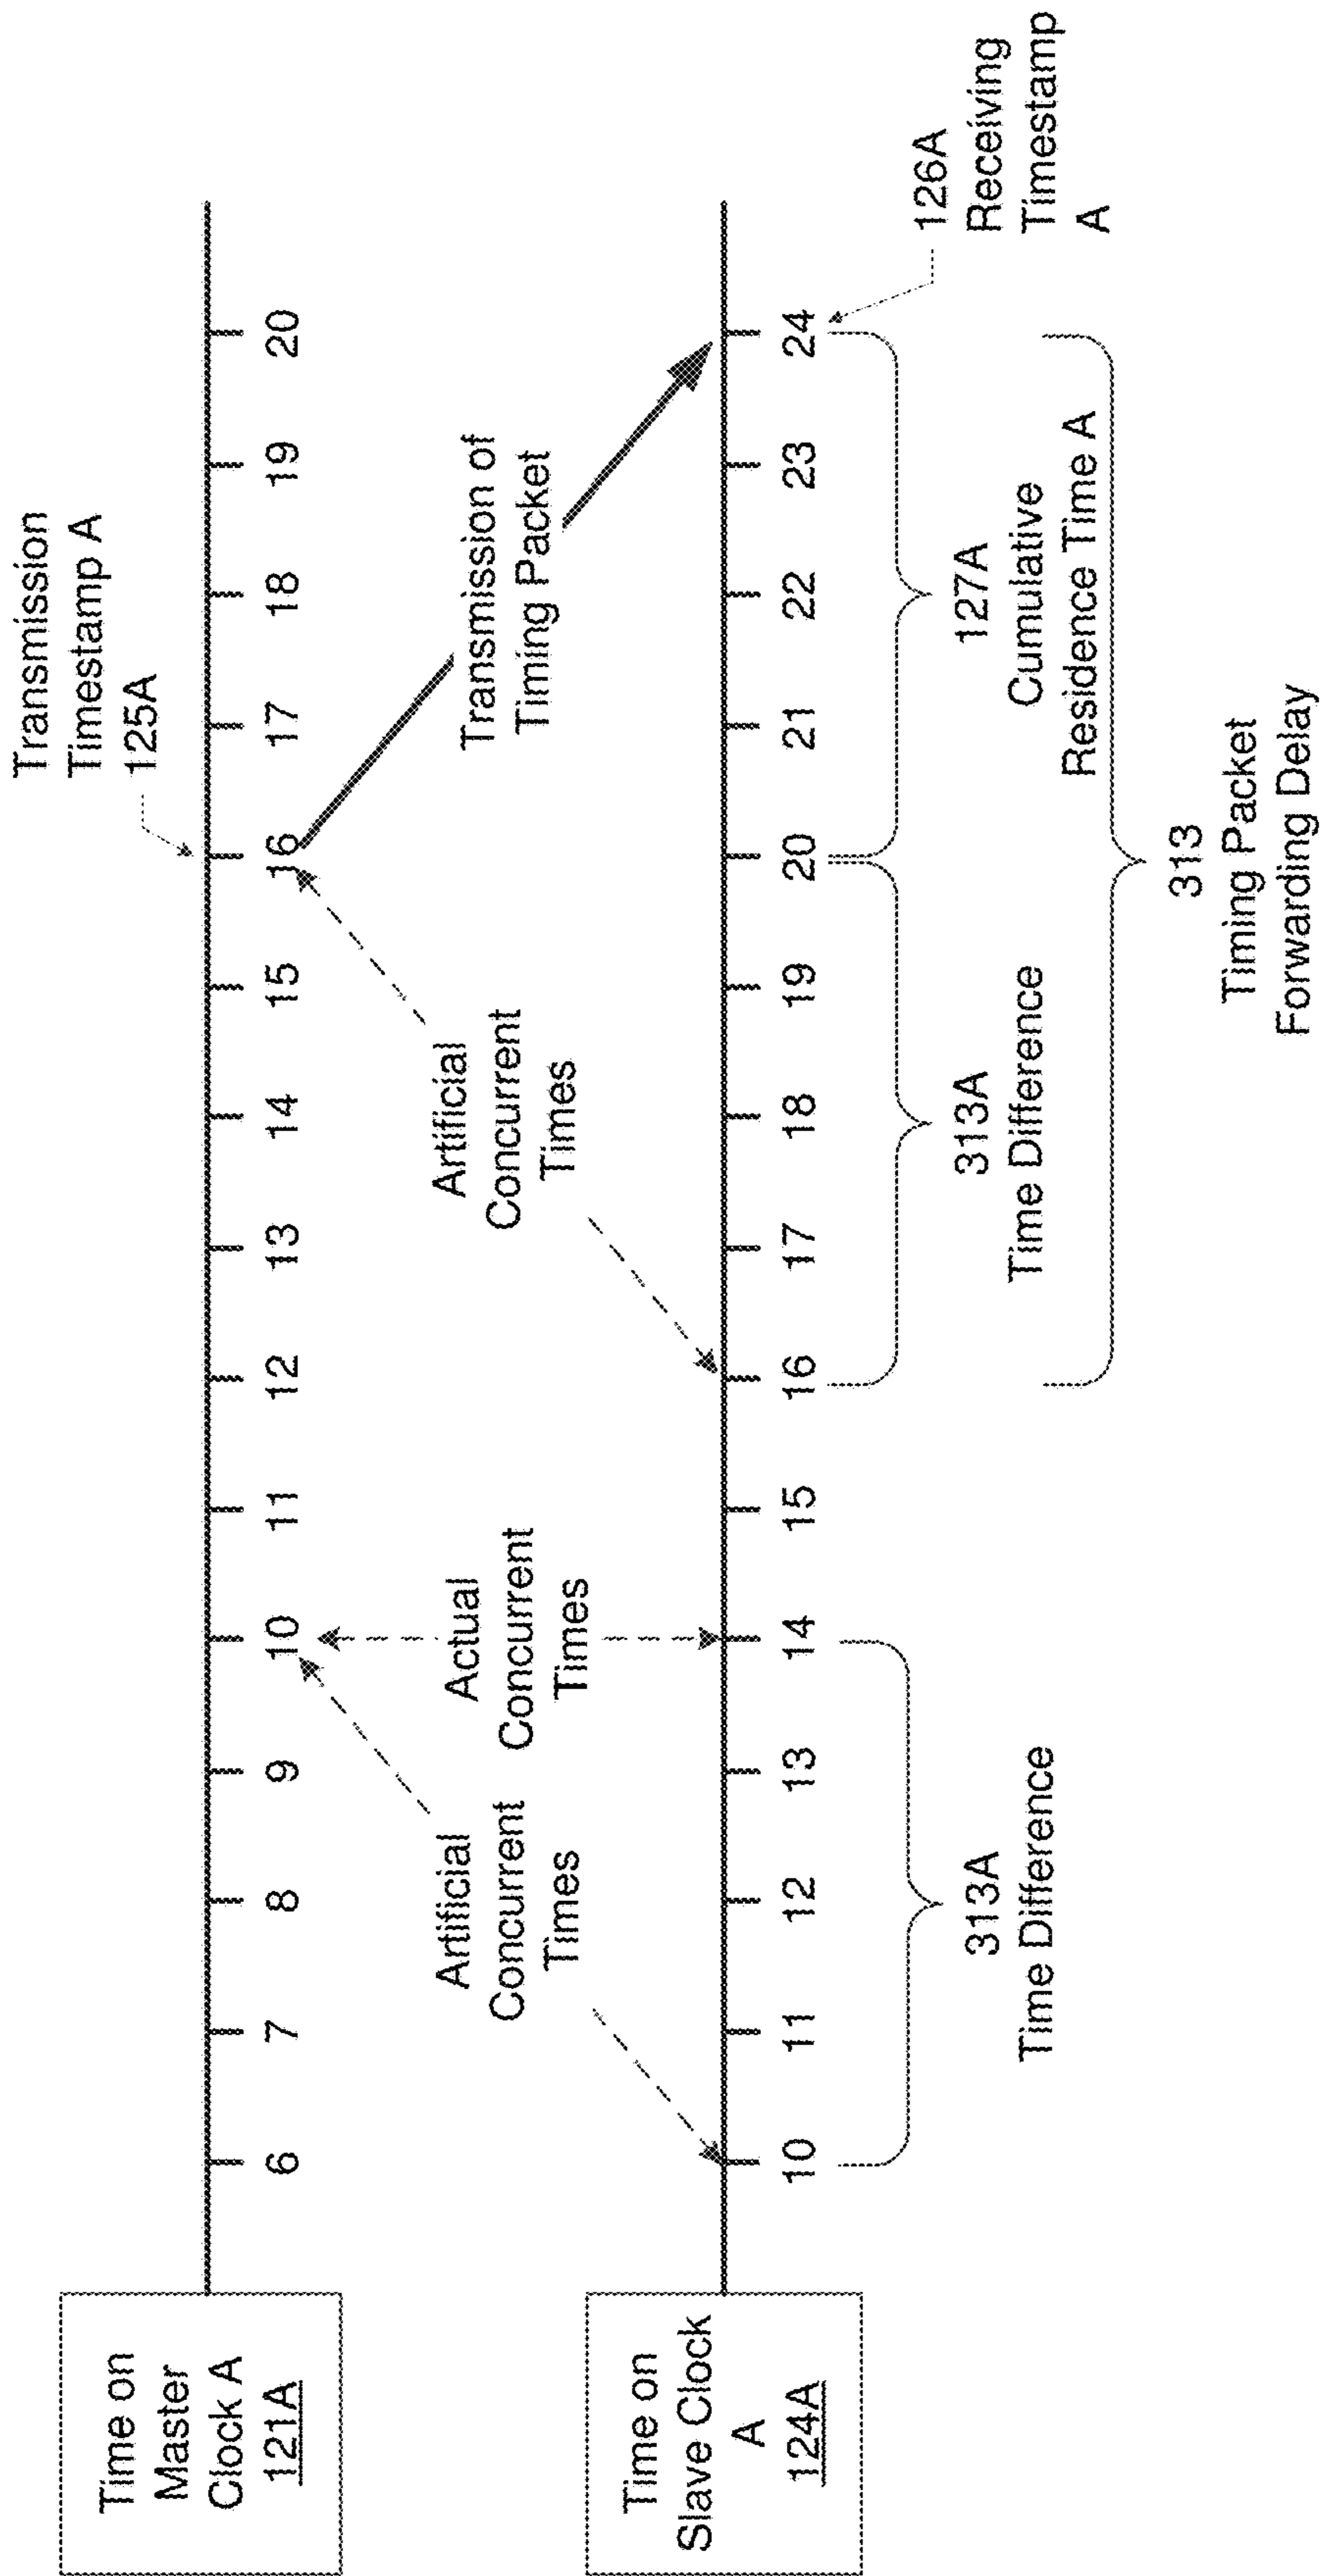 Transmission
Timestamp A
125A
Time on
Master
Clock A
121A
6
7
8
9
10
11
12
13
14
15
16
17
18
19
20
Artificial
Concurrent
Times
Actual
Concurrent
Times
Artificial
Concurrent
Times
Transmission of
Timing Packet
Time on
Slave Clock
A
124A
10
11
12
13
14
15
16
17
18
19
20
21
22
23
24
126A
Receiving
Timestamp
A
313A
Time Difference
313A
Time Difference
127A
Cumulative
Residence Time A
313
Timing Packet
Forwarding Delay